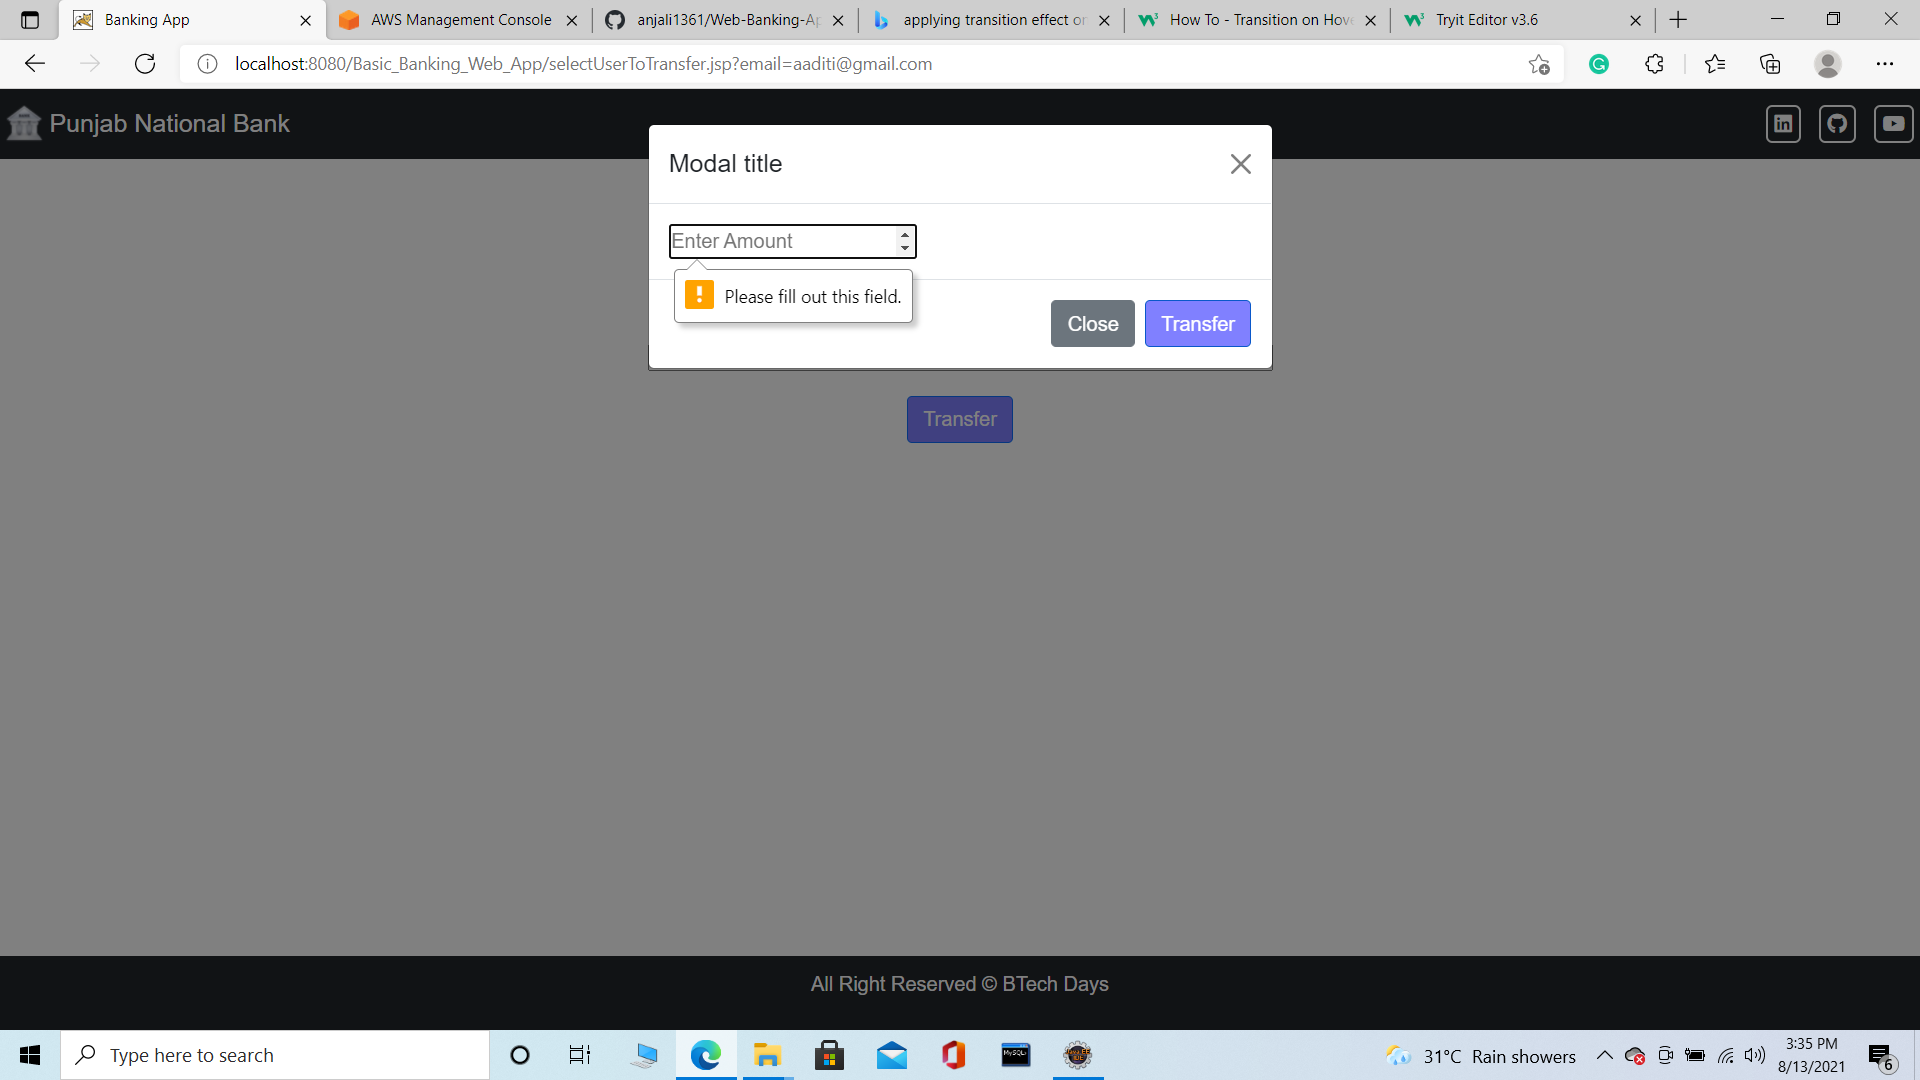 Banking App
AWS Management Console
anjali1361/Web-Banking-Ap
applying transition effect or
How To - Transition on Hove
Tryit Editor v3.6
localhost:8080/Basic_Banking_Web_App/selectUserToTransfer.jsp?email=aaditi@gmail.com
Punjab National Bank
Modal title
Enter Amount
Please fill out this field.
Close
Transfer
Transfer
All Right Reserved © BTech Days
Type here to search
MySQL
31°C Rain showers
3:35 PM
8/13/2021
6